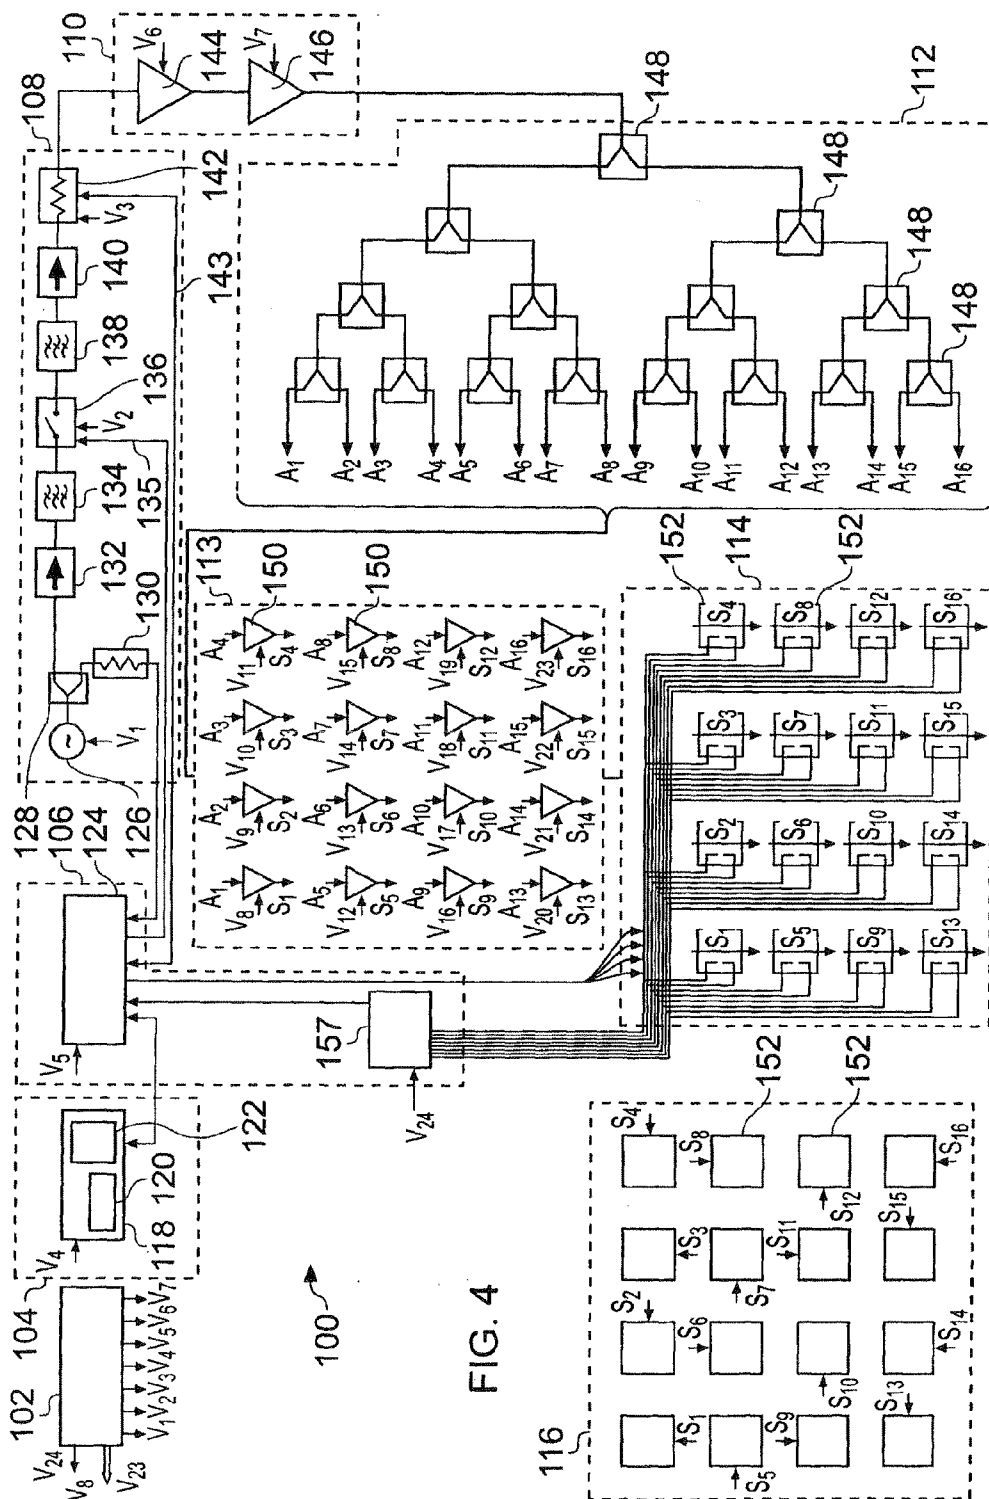 102
104
V24
V8
V23
V1 V2 V3 V4 V5 V6 V7
V4
118
120
122
V5
106
124
157
V24
128
126
V1
130
132
134
135
136
V2
138
140
142
V3
143
108
110
V6
144
V7
146
148
148
148
148
112
A1
A2
A3
A4
A5
A6
A7
A8
A9
A10
A11
A12
A13
A14
A15
A16
113
150
150
A1
V8
S1
A2
V9
S2
A3
V10
S3
A4
V11
S4
A5
V12
S5
A6
V13
S6
A7
V14
S7
A8
V15
S8
A9
V16
S9
A10
V17
S10
A11
V18
S11
A12
V19
S12
A13
V20
S13
A14
V21
S14
A15
V22
S15
A16
V23
S16
114
152
152
S1
S2
S3
S4
S5
S6
S7
S8
S9
S10
S11
S12
S13
S14
S15
S16
100
FIG. 4
116
152
152
S1
S2
S3
S4
S5
S6
S7
S8
S9
S10
S11
S12
S13
S14
S15
S16